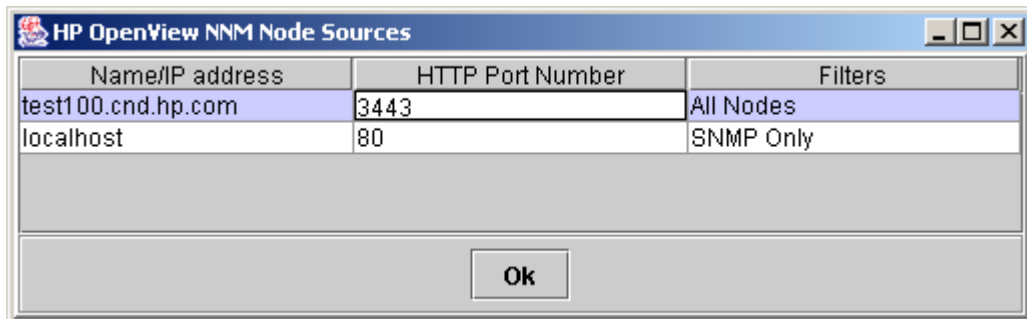 HP OpenView NNM Node Sources
Name/IP address HTTP Port Number Filters
test100.cnd.hp.com 3443 All Nodes
localhost 80 SNMP Only
Ok